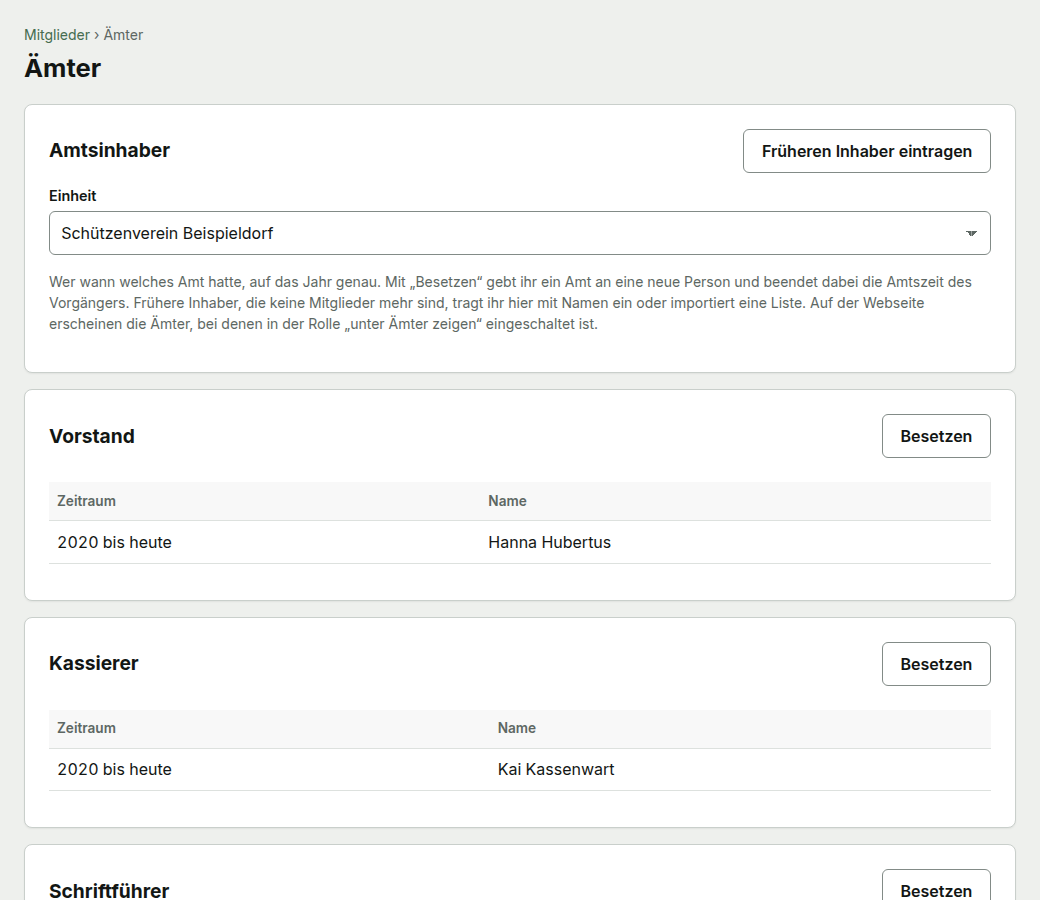 Mitglieder › Ämter
Ämter
Amtsinhaber
Früheren Inhaber eintragen
Einheit
Schützenverein Beispieldorf
Wer wann welches Amt hatte, auf das Jahr genau. Mit „Besetzen“ gebt ihr ein Amt an eine neue Person und beendet dabei die Amtszeit des
Vorgängers. Frühere Inhaber, die keine Mitglieder mehr sind, tragt ihr hier mit Namen ein oder importiert eine Liste. Auf der Webseite
erscheinen die Ämter, bei denen in der Rolle „unter Ämter zeigen“ eingeschaltet ist.
Vorstand
Besetzen
Zeitraum Name
2020 bis heute Hanna Hubertus
Kassierer
Besetzen
Zeitraum Name
2020 bis heute Kai Kassenwart
Schriftführer
Besetzen